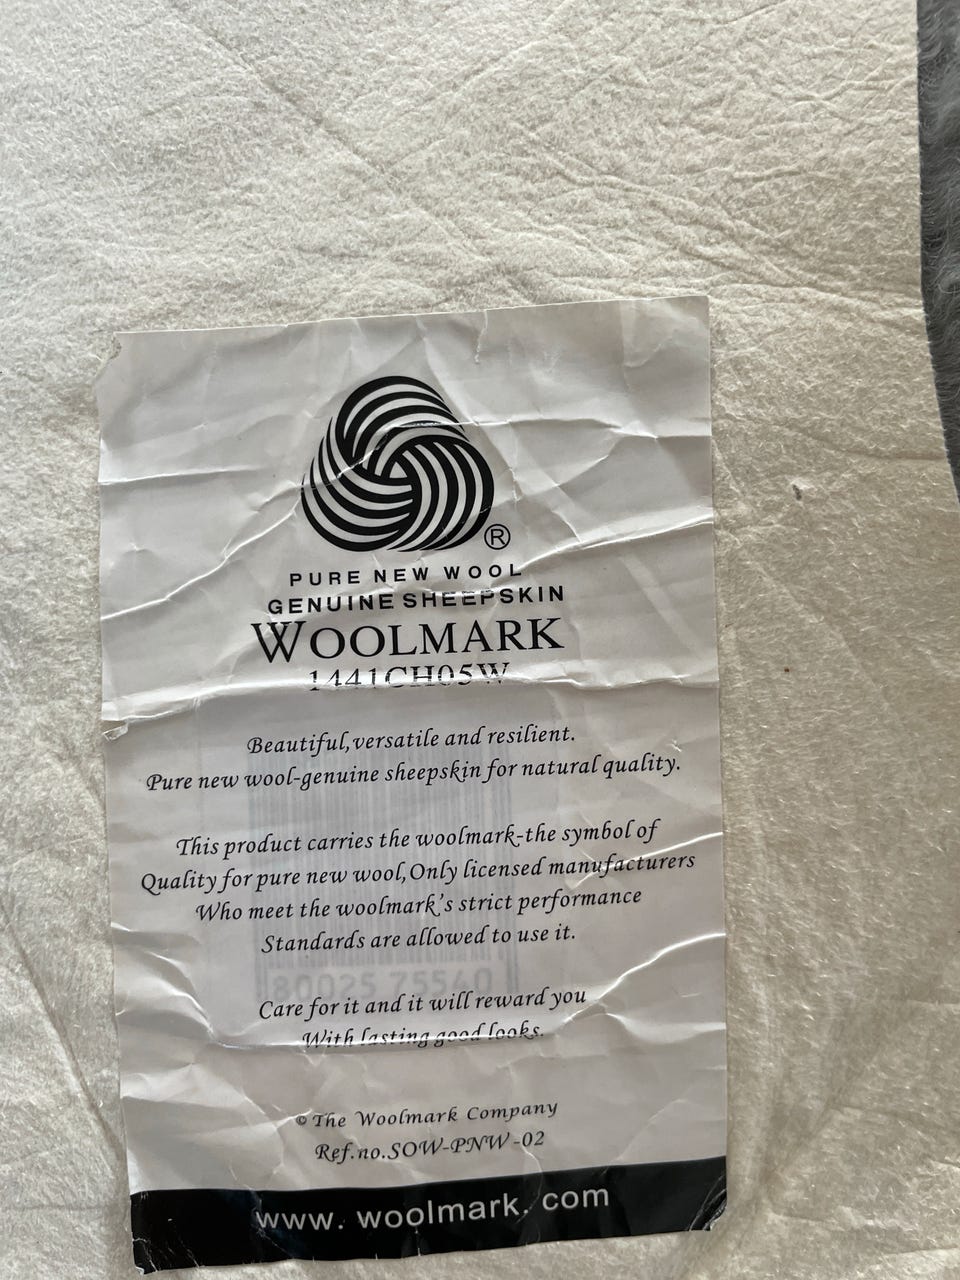 ®
PURE NEW WOOL
GENUINE SHEEPSKIN
WOOLMARK
1441CH05W
Beautiful,versatile and resilient.
Pure new wool-genuine sheepskin for natural quality.
This product carries the woolmark-the symbol of
Quality for pure new wool,Only licensed manufacturers
Who meet the woolmark's strict performance
Standards are allowed to use it.
80025 75540
Care for it and it will reward you
With lasting good looks.
© The Woolmark Company
Ref.no.SOW-PNW-02
www. woolmark. com